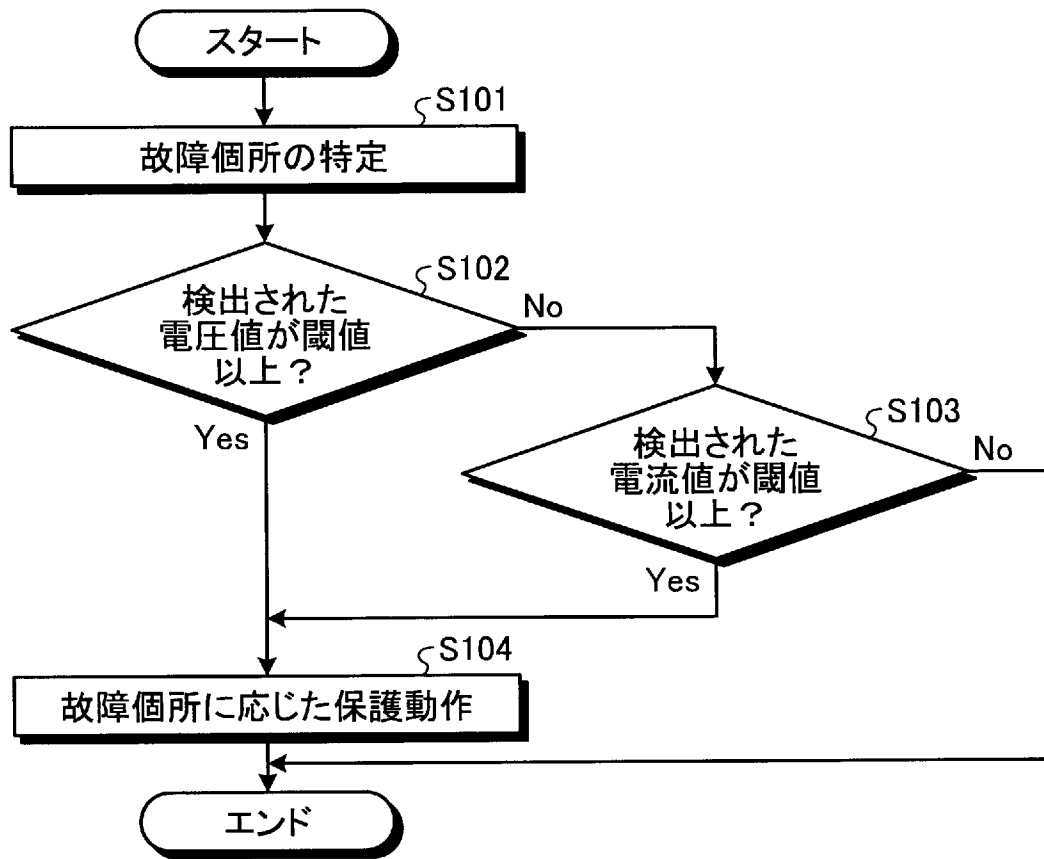 スタート
S101
故障個所の特定
S102
検出された
電圧値が閾値
以上？
No
Yes
S103
検出された
電流値が閾値
以上？
No
Yes
S104
故障個所に応じた保護動作
エンド